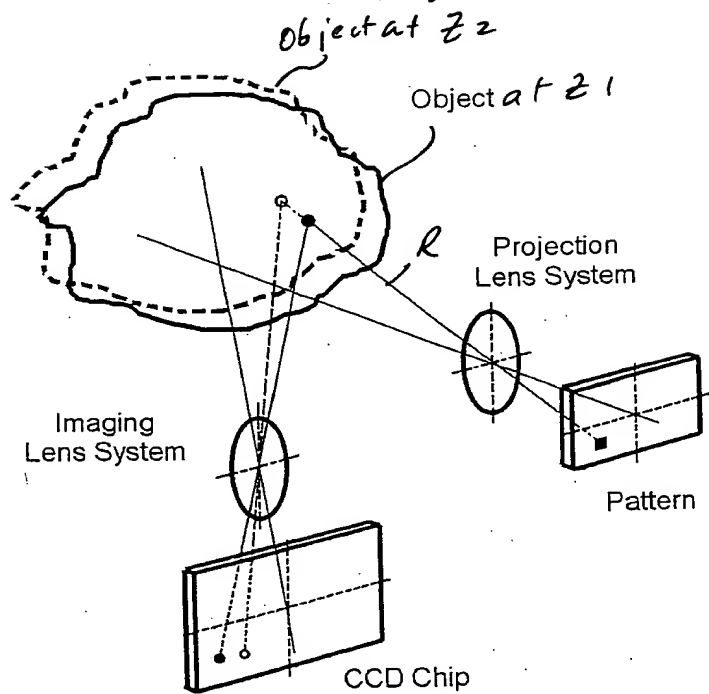 Object at Z2
Object at Z1
R
Projection
Lens System
Imaging
Lens System
Pattern
CCD Chip